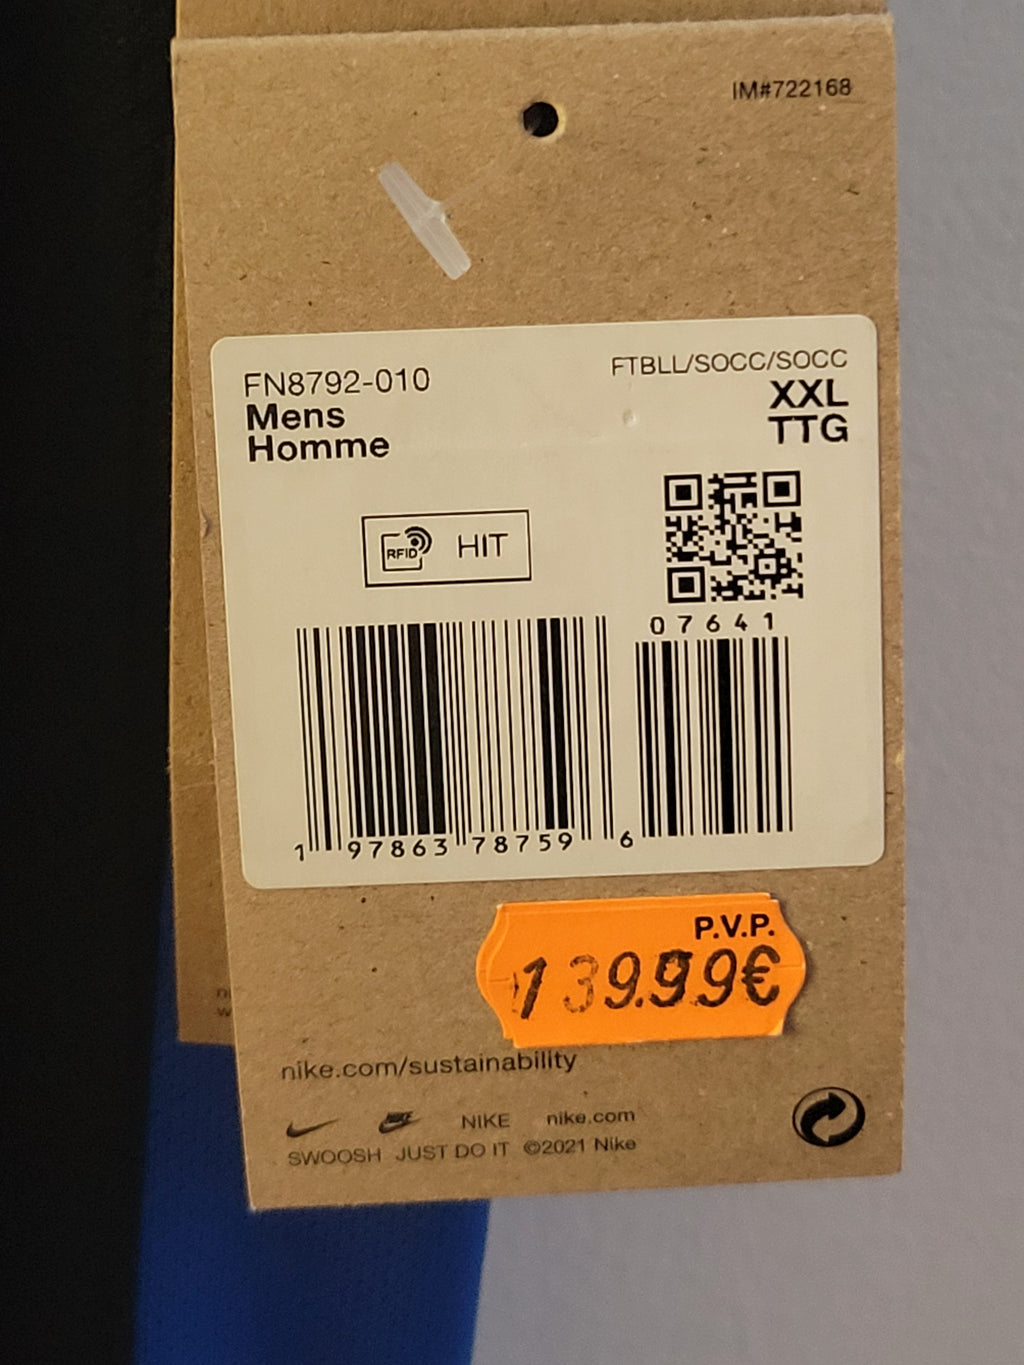 IM#722168
FN8792-010
FTBLL/SOCC/SOCC
Mens
XXL
Homme
TTG
RFID HIT
07641
1 97863 78759 6
P.V.P.
139.99€
nike.com/sustainability
NIKE nike.com
SWOOSH JUST DO IT ©2021 Nike